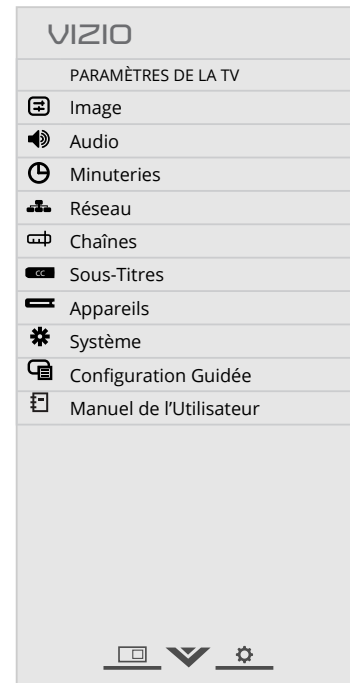 VIZIO
PARAMÈTRES DE LA TV
Image
Audio
Minuteries
Réseau
Chaînes
CC Sous-Titres
Appareils
Système
Configuration Guidée
Manuel de l’Utilisateur